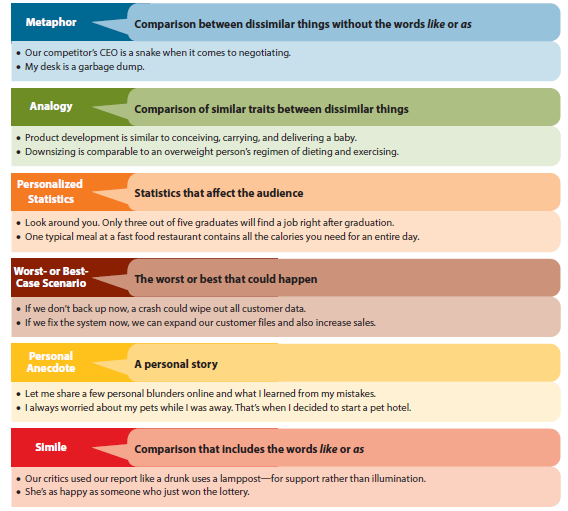 Metaphor
Comparison between dissimilar things without the words like or as
• Our competitor's CEO is a snake when it comes to negotiating.
• My desk is a garbage dump.
Analogy
Comparison of similar traits between dissimilar things
• Product development is similar to conceiving, carrying, and delivering a baby.
• Downsizing is comparable to an overweight person's regimen of dieting and exercising.
Personalized
Statistics
Statistics that affect the audience
• Look around you. Only three out of five graduates will find a job right after graduation.
• One typical meal at a fast food restaurant contains all the calories you need for an entire day.
Worst- or Best-
Case Scenario
The worst or best that could happen
• If we don't back up now, a crash could wipe out all customer data.
• If we fix the system now, we can expand our customer files and also increase sales.
Personal
Anecdote
A personal story
• Let me share a few personal blunders online and what I learned from my mistakes.
• I always worried about my pets while I was away. That's when I decided to start a pet hotel.
Simile
Comparison that includes the words like or as
• Our critics used our report like a drunk uses a lamppost—for support rather than illumination.
• She's as happy as someone who just won the lottery.